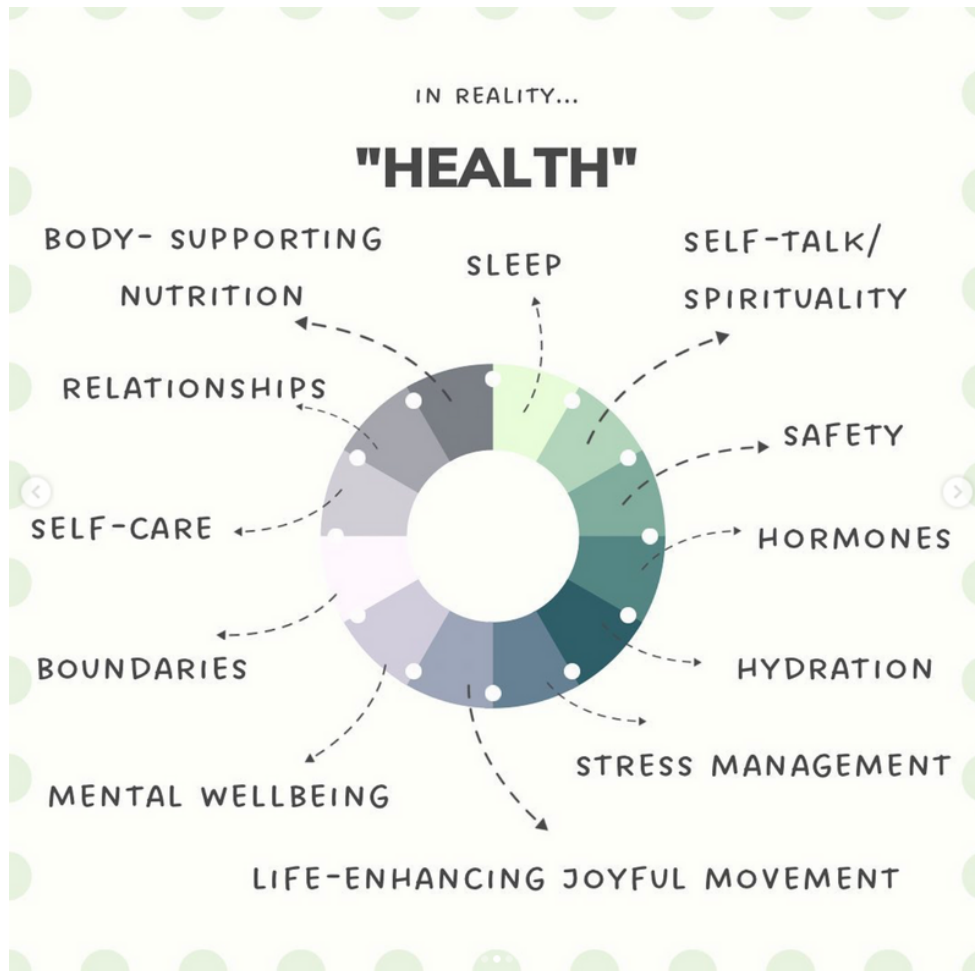 IN REALITY...
"HEALTH"
BODY- SUPPORTING
NUTRITION
SLEEP
SELF-TALK/
SPIRITUALITY
RELATIONSHIPS
SAFETY
SELF-CARE
HORMONES
BOUNDARIES
HYDRATION
STRESS MANAGEMENT
MENTAL WELLBEING
LIFE-ENHANCING JOYFUL MOVEMENT